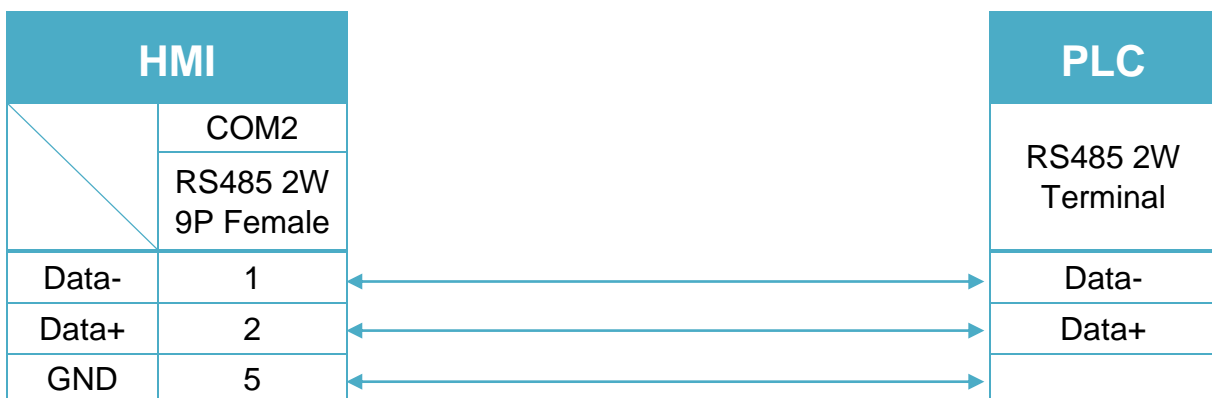 HMI PLC
COM2
RS485 2W
9P Female
RS485 2W
Terminal
Data- 1 Data-
Data+ 2 Data+
GND 5